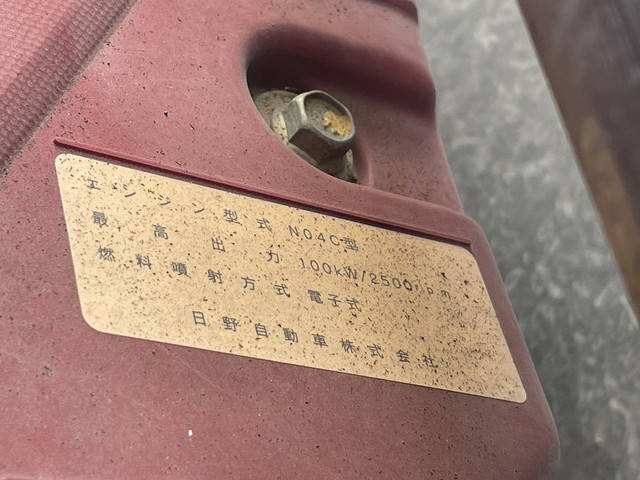 エンジン型式 N04C型
最高出力 100kW/2500r.p.m.
燃料噴射方式 電子式
日野自動車株式会社